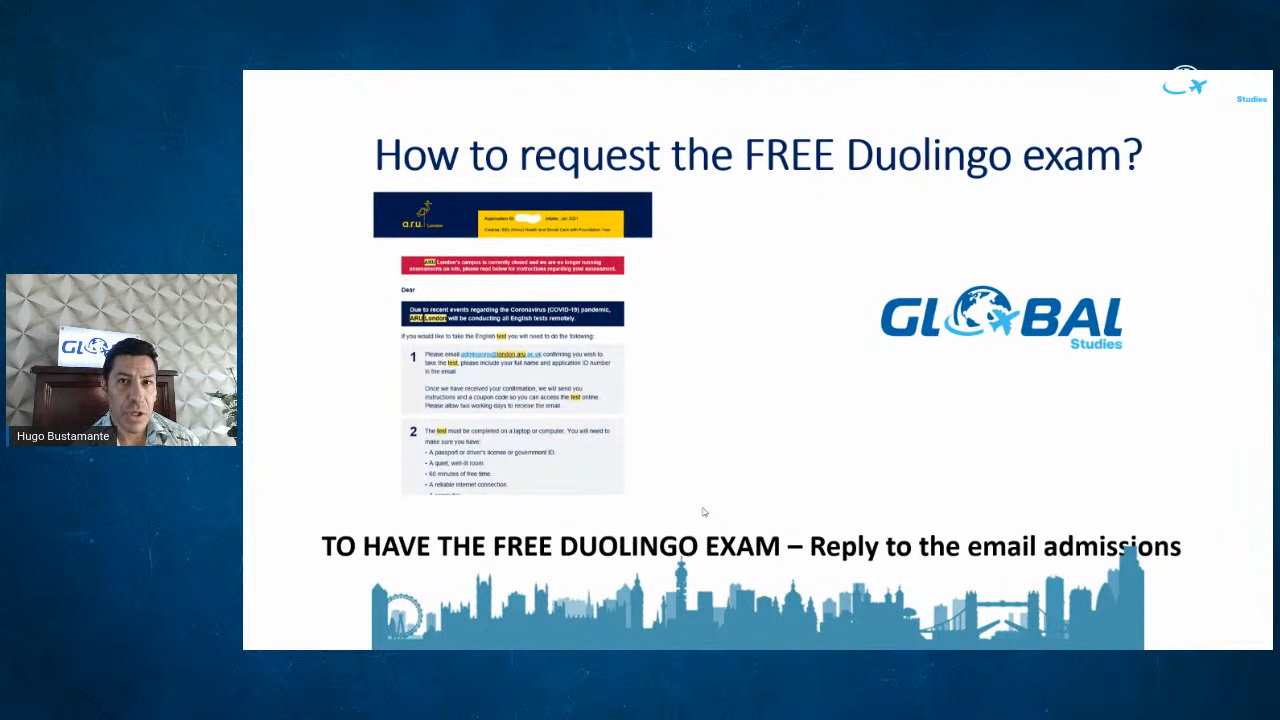 Studies
How to request the FREE Duolingo exam?
a.r.u. London
Application ID Intake: Jan 2021
Course: BSc (Hons) Health and Social Care with Foundation Year
ARU London's campus is currently closed and we are no longer running
assessments on site, please read below for instructions regarding your assessment.
Dear
Due to recent events regarding the Coronavirus (COVID-19) pandemic,
ARU London will be conducting all English tests remotely.
If you would like to take the English test you will need to do the following:
1 Please email admissions@london.aru.ac.uk confirming you wish to
take the test, please include your full name and application ID number
in the email
Once we have received your confirmation, we will send you
instructions and a coupon code so you can access the test online.
Please allow two working days to receive the email.
2 The test must be completed on a laptop or computer. You will need to
make sure you have:
• A passport or driver's license or government ID.
• A quiet, well-lit room.
• 60 minutes of free time.
• A reliable internet connection.
GLOBAL
Studies
GL
Hugo Bustamante
TO HAVE THE FREE DUOLINGO EXAM – Reply to the email admissions